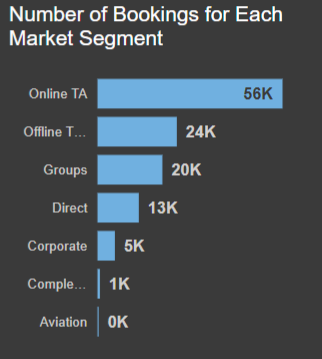 Number of Bookings for Each
Market Segment
Online TA 56K
Offline T... 24K
Groups 20K
Direct 13K
Corporate 5K
Comple... 1K
Aviation 0K